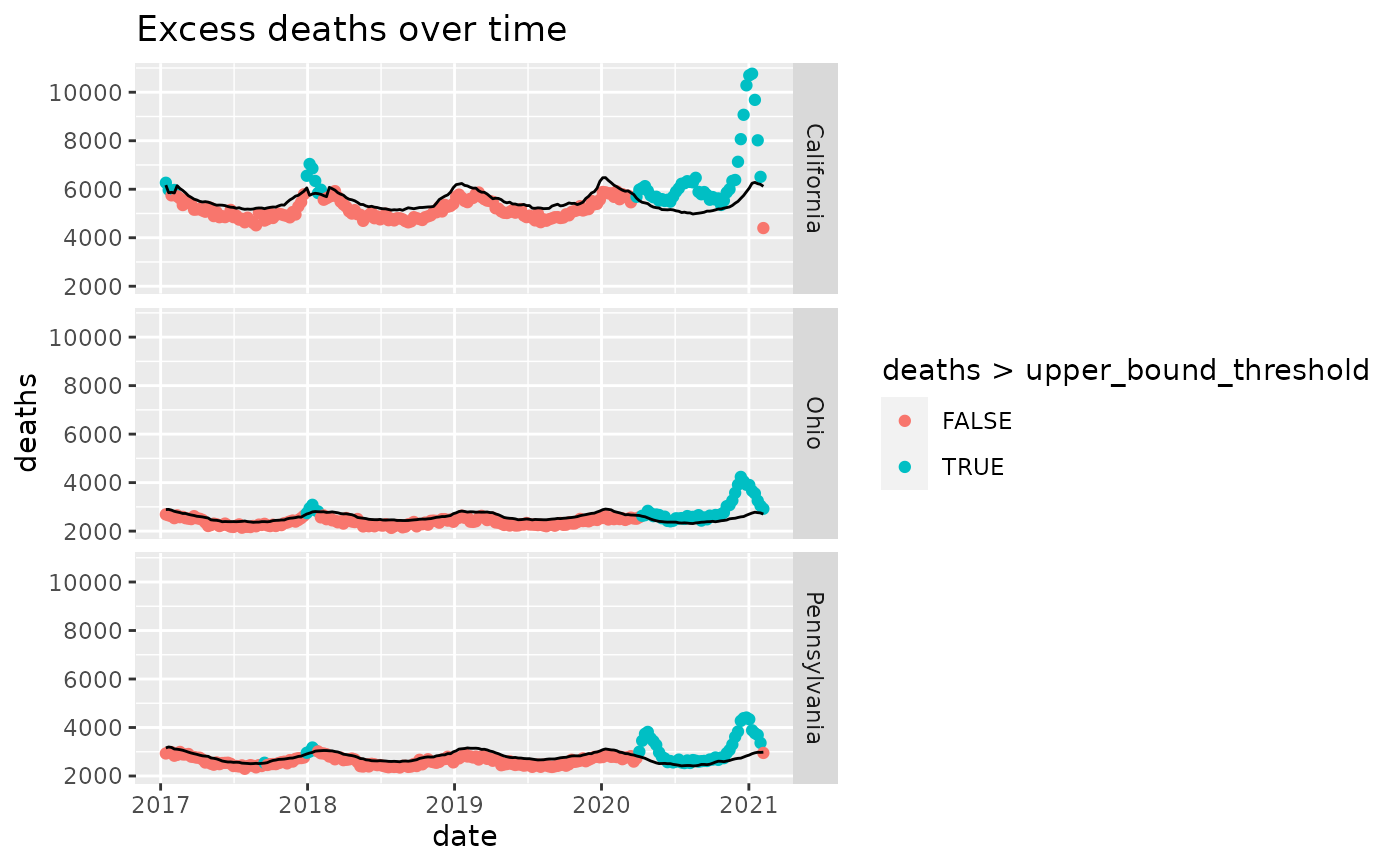 Excess deaths over time
10000
8000
6000
4000
2000
California
10000
8000
6000
4000
2000
Ohio
10000
8000
6000
4000
2000
Pennsylvania
2017 2018 2019 2020 2021
date
deaths
deaths > upper_bound_threshold
FALSE
TRUE